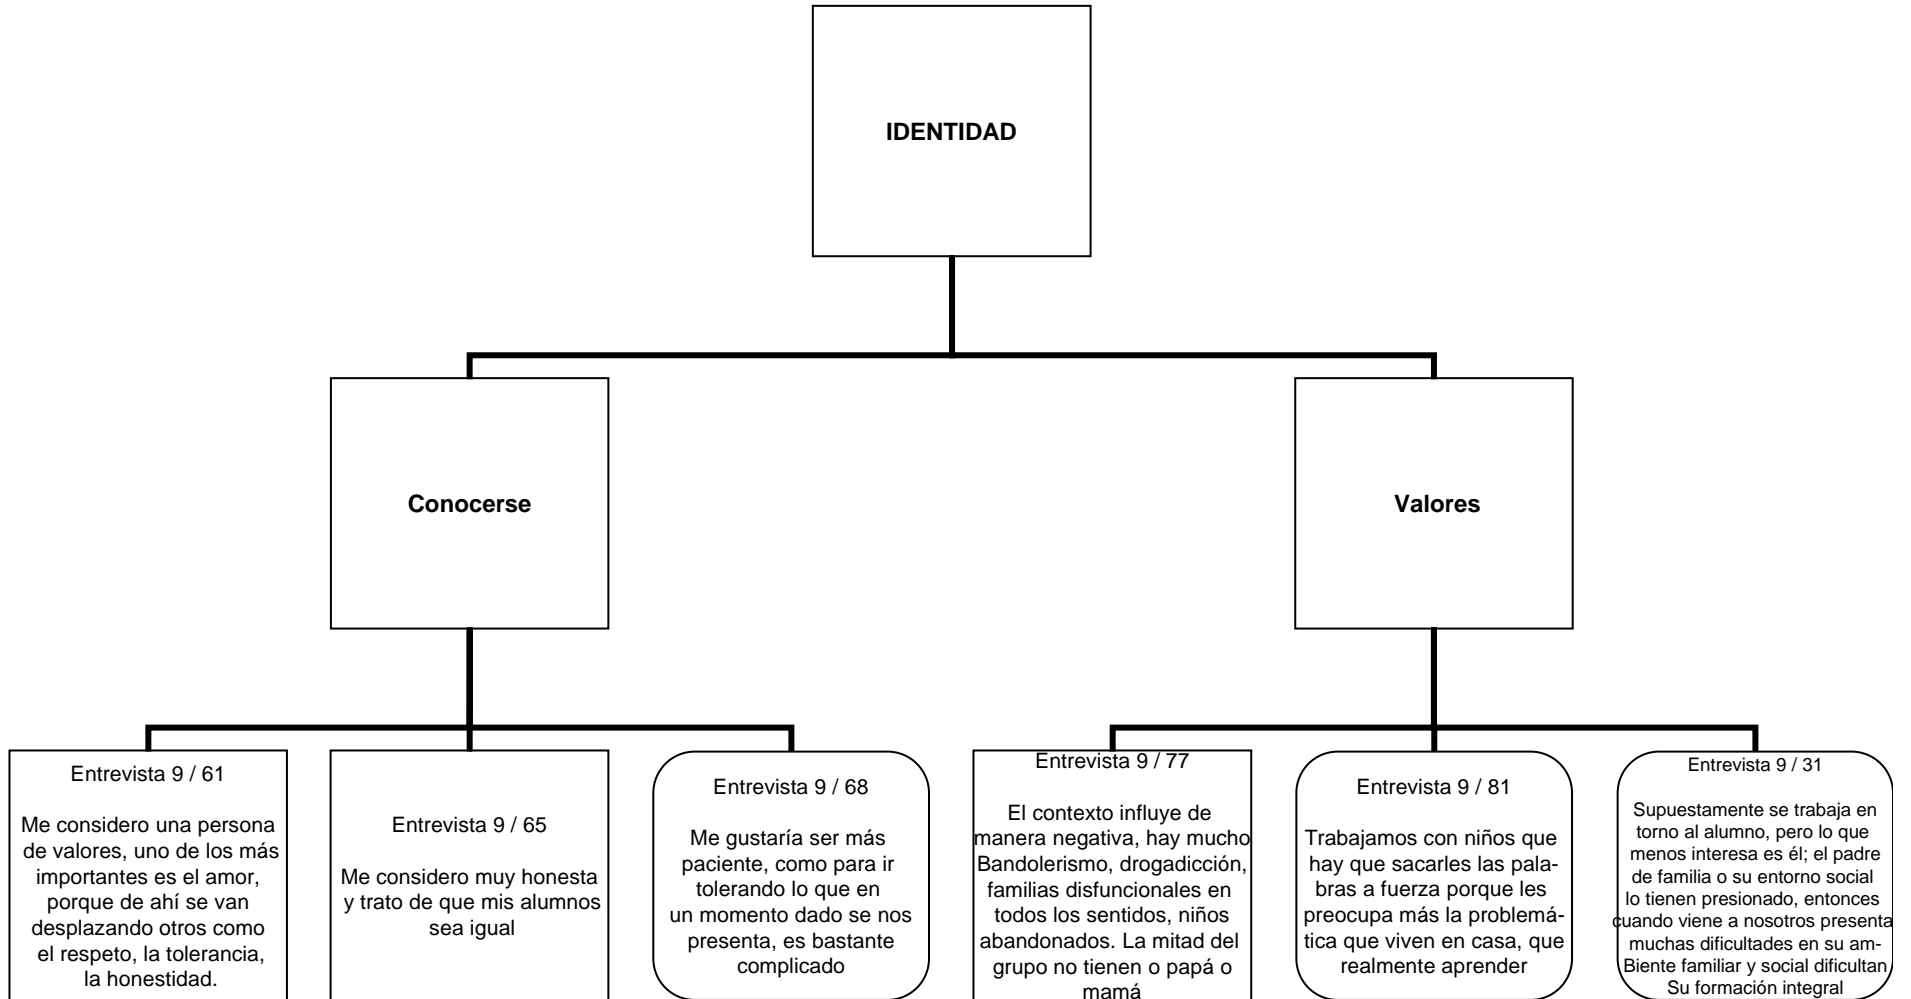 IDENTIDAD
Conocerse
Valores
Entrevista 9 / 61
Me considero una persona
de valores, uno de los más
importantes es el amor,
porque de ahí se van
desplazando otros como
el respeto, la tolerancia,
la honestidad.
Entrevista 9 / 65
Me considero muy honesta
y trato de que mis alumnos
sea igual
Entrevista 9 / 68
Me gustaría ser más
paciente, como para ir
tolerando lo que en
un momento dado se nos
presenta, es bastante
complicado
Entrevista 9 / 77
El contexto influye de
manera negativa, hay mucho
Bandolerismo, drogadicción,
familias disfuncionales en
todos los sentidos, niños
abandonados. La mitad del
grupo no tienen o papá o
mamá
Entrevista 9 / 81
Trabajamos con niños que
hay que sacarles las pala-
bras a fuerza porque les
preocupa más la problemá-
tica que viven en casa, que
realmente aprender
Entrevista 9 / 31
Supuestamente se trabaja en
torno al alumno, pero lo que
menos interesa es él; el padre
de familia o su entorno social
lo tienen presionado, entonces
cuando viene a nosotros presenta
muchas dificultades en su am-
Biente familiar y social dificultan
Su formación integral